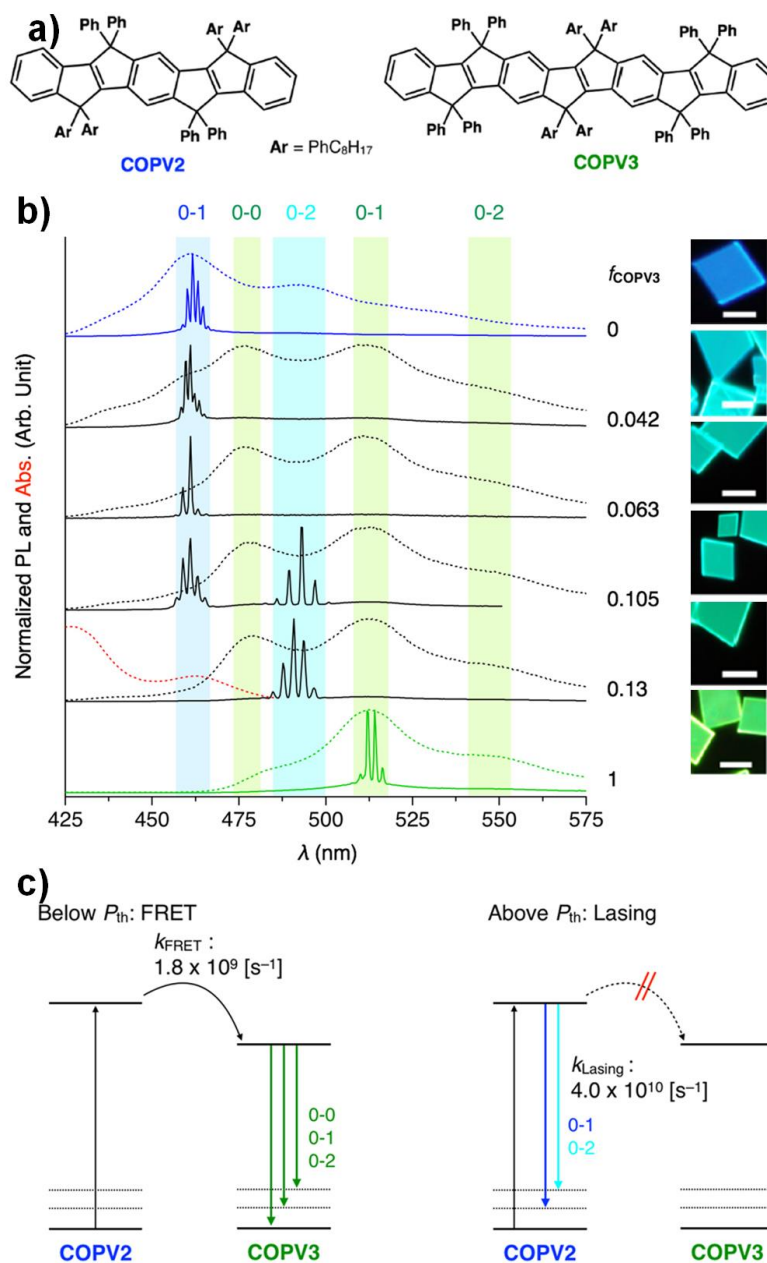 a)
Ph Ph Ar Ar
Ar Ar Ph Ph
COPV2
Ar = PhC₈H₁₇
Ph Ph Ar Ar Ph Ph
Ph Ph Ar Ar Ph Ph
COPV3
b)
0-1 0-0 0-2 0-1 0-2
fCOPV3
0
0.042
0.063
0.105
0.13
1
Normalized PL and Abs. (Arb. Unit)
425 450 475 500 525 550 575
λ (nm)
c)
Below Pth: FRET
kFRET :
1.8 x 10⁹ [s⁻¹]
0-0
0-1
0-2
COPV2 COPV3
Above Pth: Lasing
kLasing :
4.0 x 10¹⁰ [s⁻¹]
0-1
0-2
COPV2 COPV3